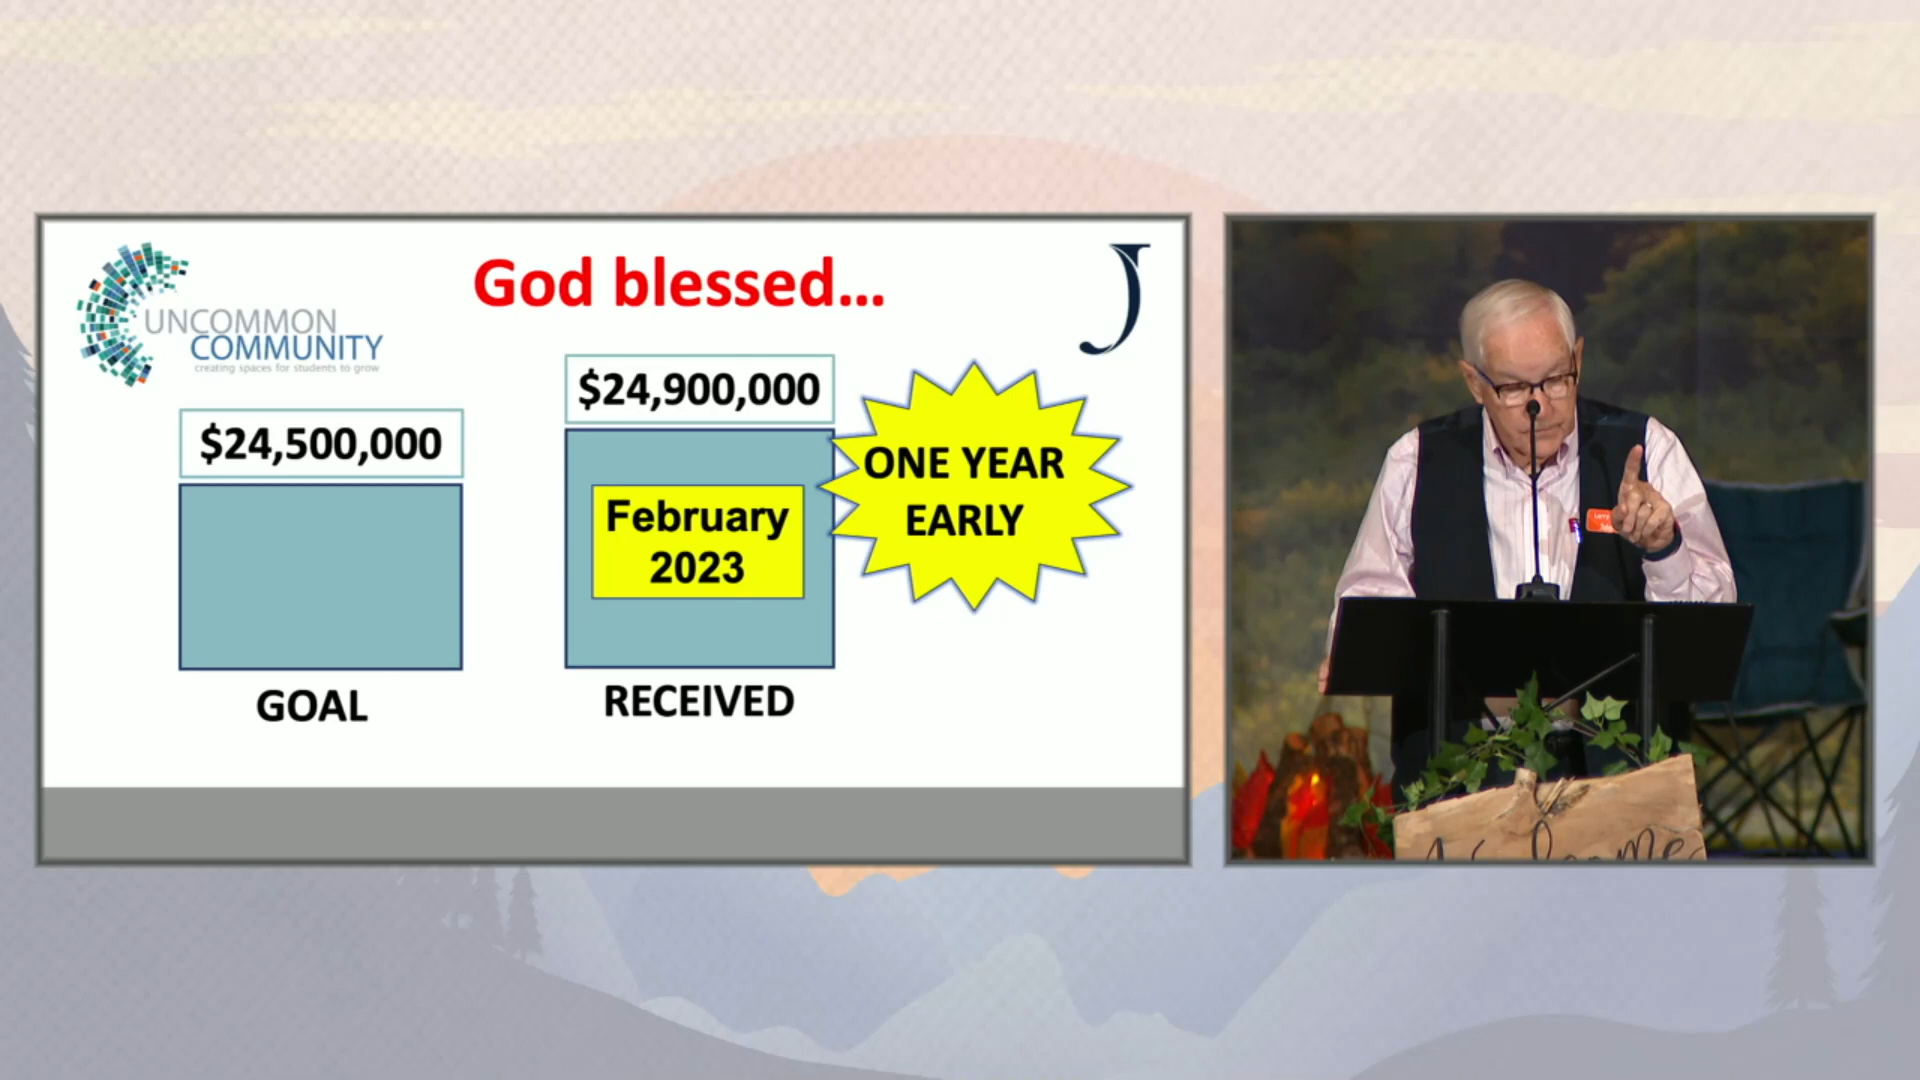 God blessed...
J
UNCOMMON
COMMUNITY
creating spaces for students to grow
$24,500,000
GOAL
$24,900,000
February
2023
RECEIVED
ONE YEAR
EARLY
Welcome